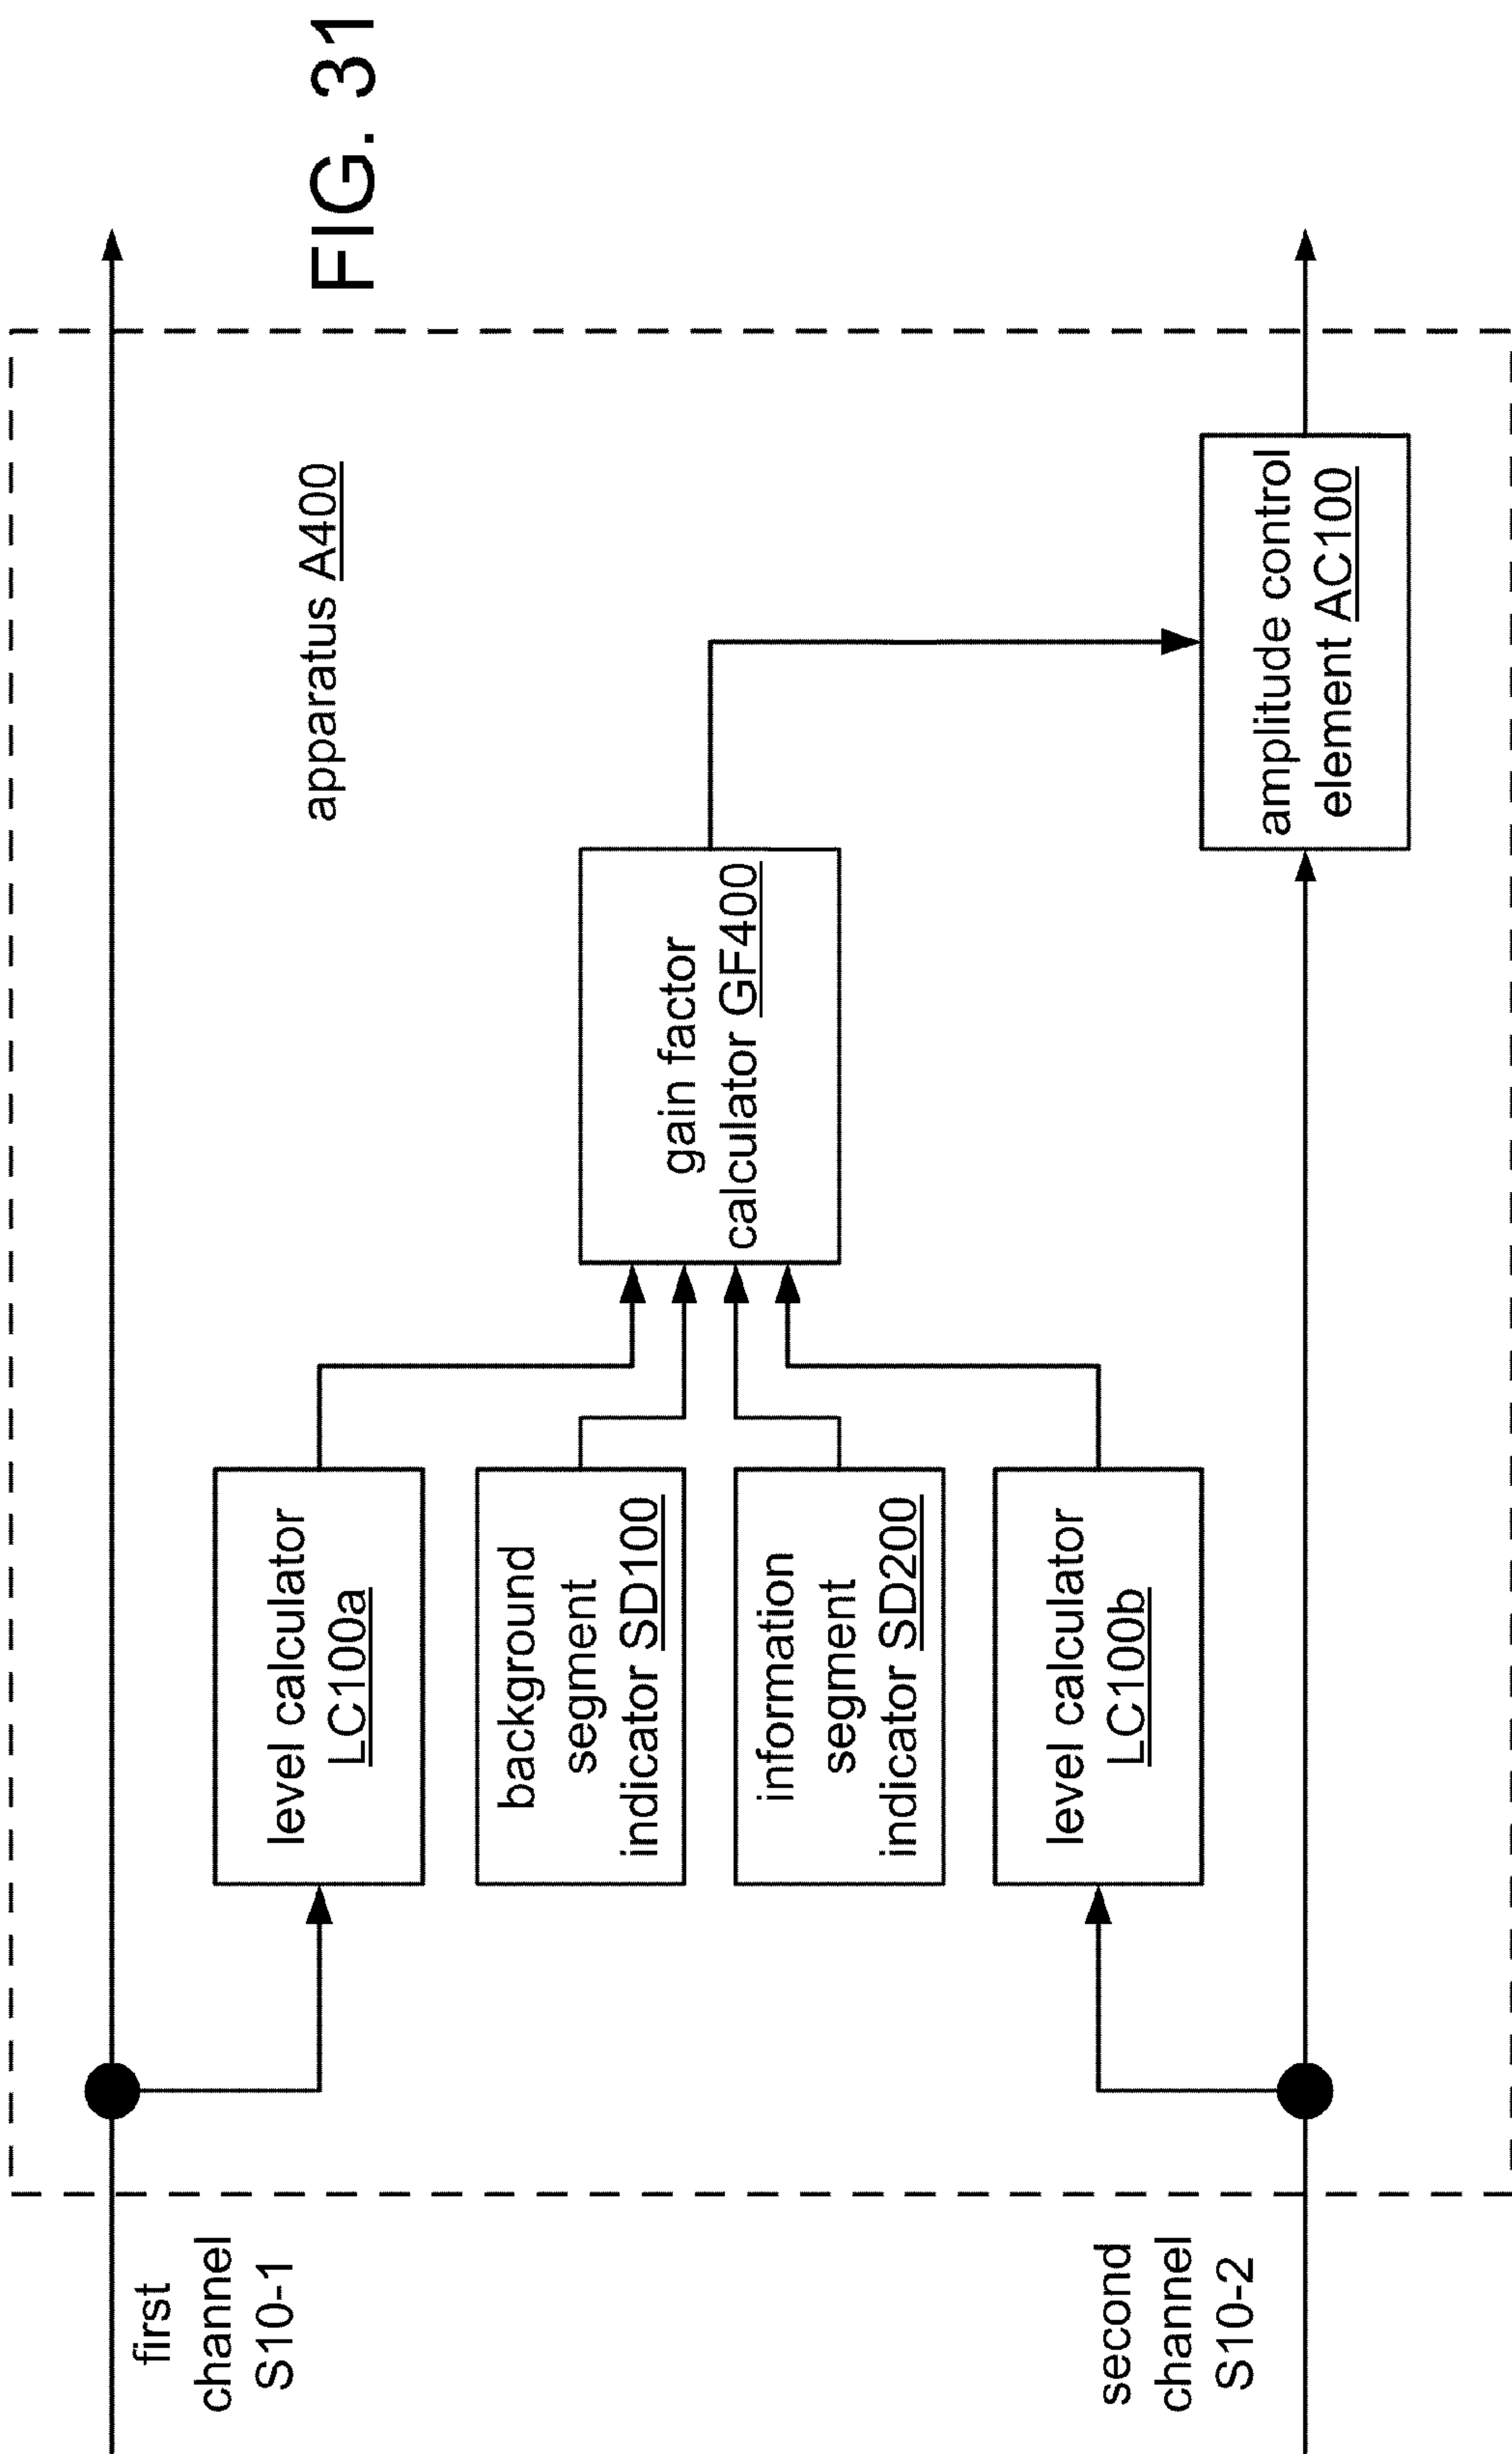 FIG. 31
apparatus A400
first
channel
S10-1
level calculator
LC100a
background
segment
indicator SD100
information
segment
indicator SD200
level calculator
LC100b
gain factor
calculator GF400
amplitude control
element AC100
second
channel
S10-2